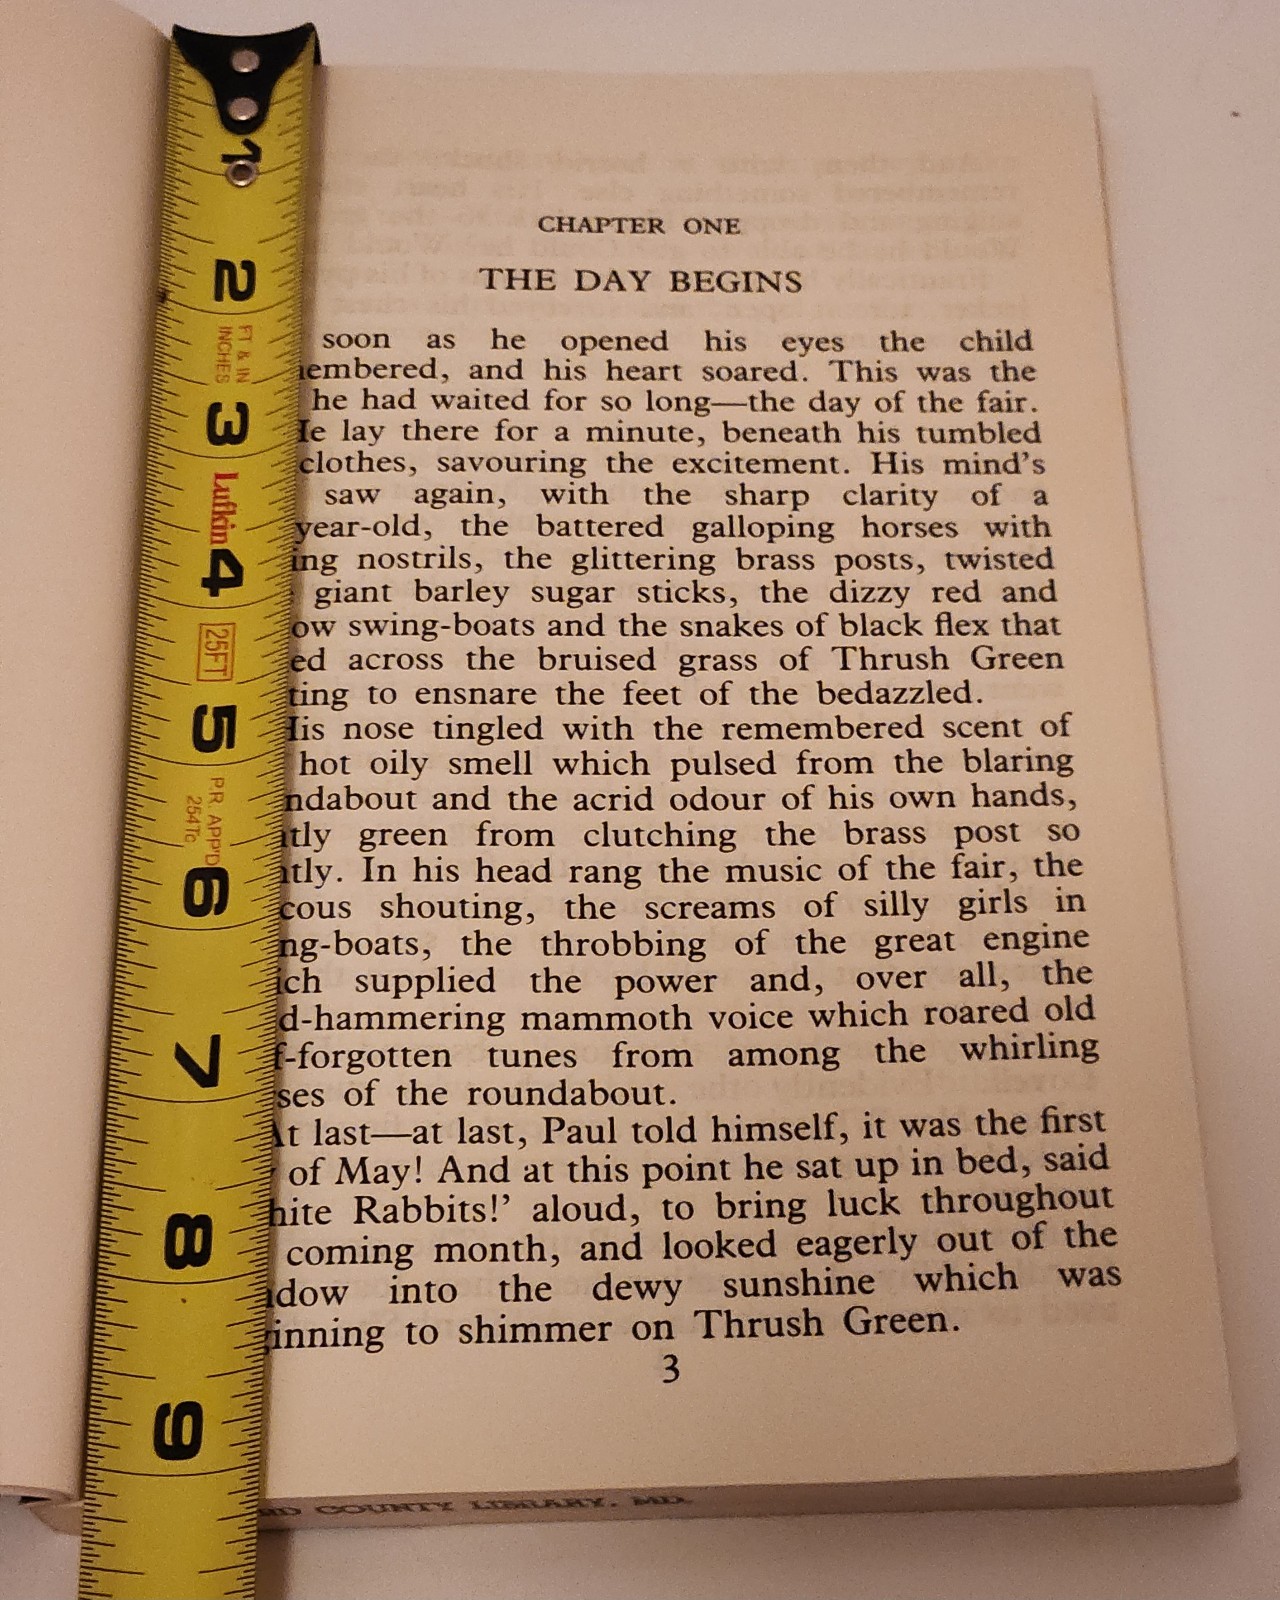 1
2
FT & IN
INCHES
3
Lufkin
4
25FT
5
P.R. APP'D
254Tc
6
7
8
9
CHAPTER ONE
THE DAY BEGINS
soon as he opened his eyes the child
embered, and his heart soared. This was the
he had waited for so long—the day of the fair.
He lay there for a minute, beneath his tumbled
clothes, savouring the excitement. His mind's
saw again, with the sharp clarity of a
year-old, the battered galloping horses with
ing nostrils, the glittering brass posts, twisted
giant barley sugar sticks, the dizzy red and
ow swing-boats and the snakes of black flex that
ed across the bruised grass of Thrush Green
ting to ensnare the feet of the bedazzled.
His nose tingled with the remembered scent of
hot oily smell which pulsed from the blaring
ndabout and the acrid odour of his own hands,
tly green from clutching the brass post so
tly. In his head rang the music of the fair, the
cous shouting, the screams of silly girls in
ng-boats, the throbbing of the great engine
ich supplied the power and, over all, the
d-hammering mammoth voice which roared old
f-forgotten tunes from among the whirling
ses of the roundabout.
At last—at last, Paul told himself, it was the first
of May! And at this point he sat up in bed, said
hite Rabbits!' aloud, to bring luck throughout
coming month, and looked eagerly out of the
dow into the dewy sunshine which was
inning to shimmer on Thrush Green.
3
COUNTY LIBRARY, MD.